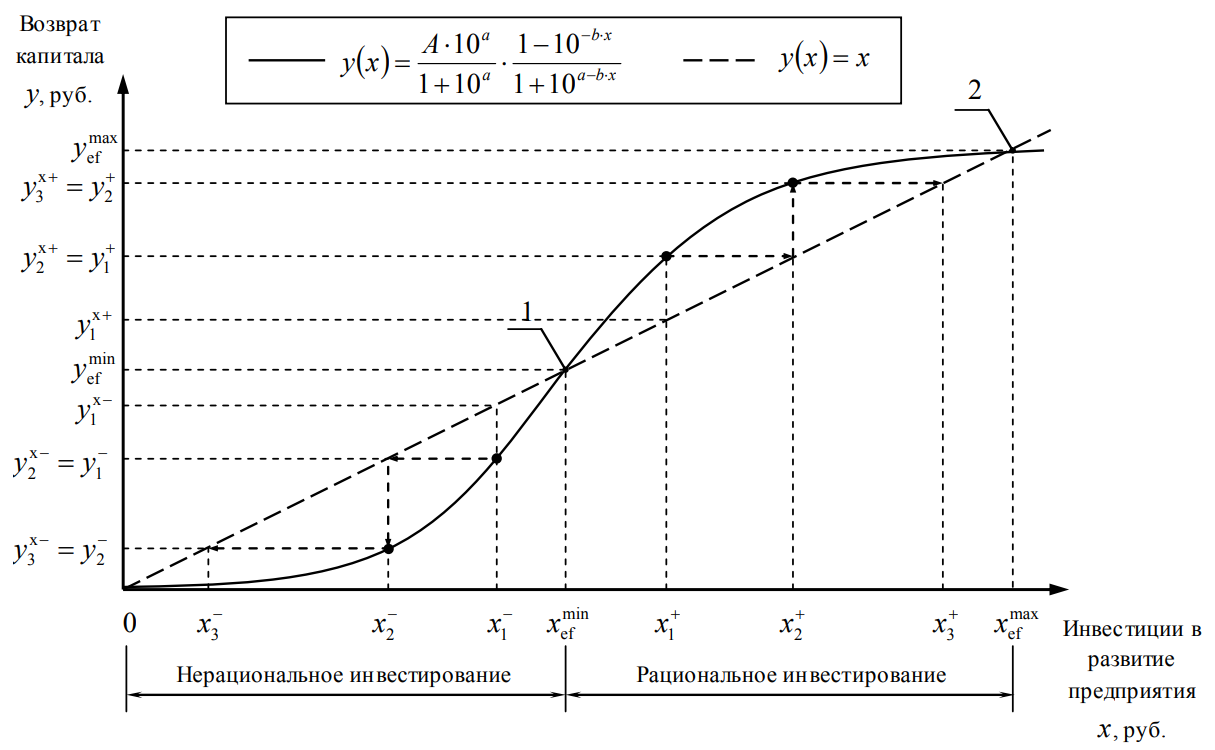 Возврат
капитала
y, руб.
y(x) = A·10^a / (1+10^a) · (1−10^(−b·x)) / (1+10^(a−b·x))
y(x) = x
2
y_ef^max
y_3^x+ = y_2^+
y_2^x+ = y_1^+
y_1^x+
1
y_ef^min
y_1^x−
y_2^x− = y_1^−
y_3^x− = y_2^−
0 x_3^− x_2^− x_1^− x_ef^min x_1^+ x_2^+ x_3^+ x_ef^max
Инвестиции в
развитие
предприятия
x, руб.
Нерациональное инвестирование
Рациональное инвестирование